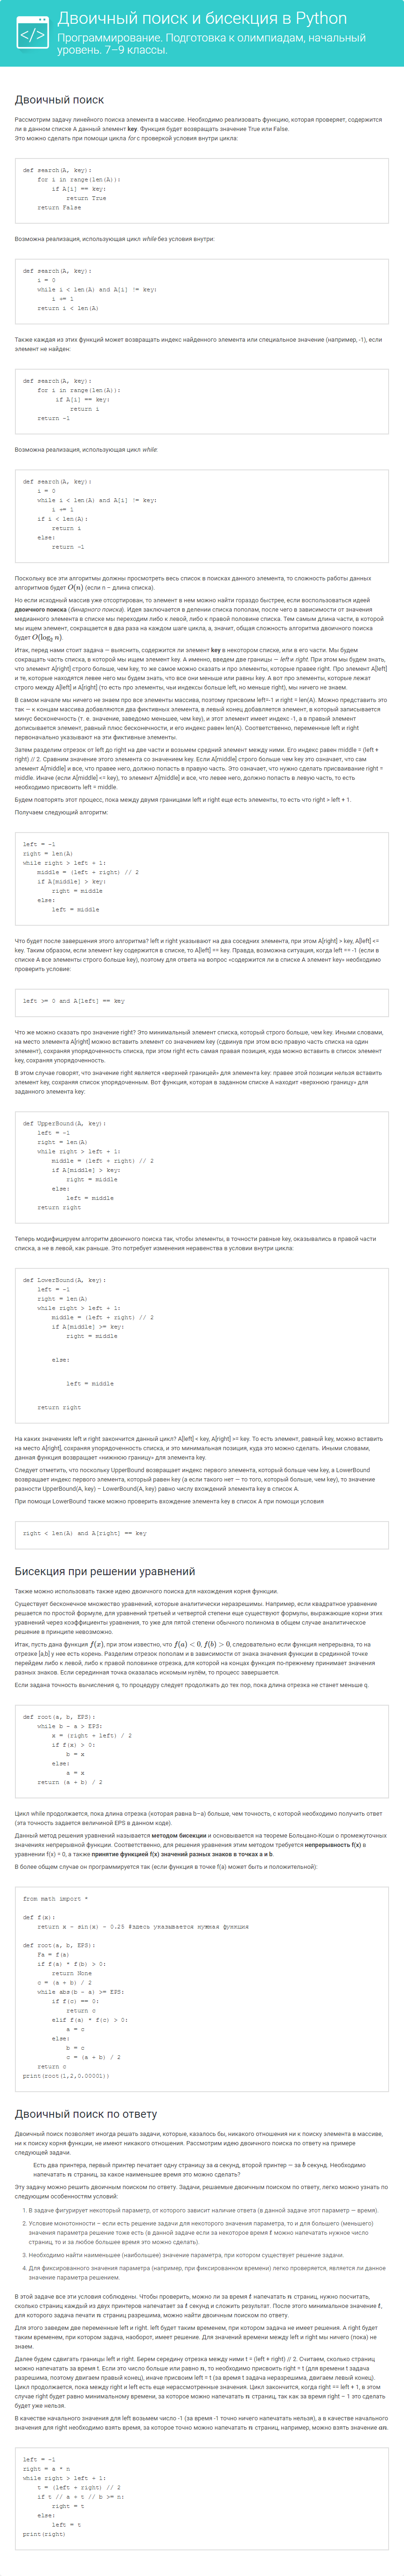 Двоичный поиск и бисекция в Python
Программирование. Подготовка к олимпиадам, начальный
уровень. 7–9 классы.
Двоичный поиск
Рассмотрим задачу линейного поиска элемента в массиве. Необходимо реализовать функцию, которая проверяет, содержится
ли в данном списке A данный элемент key. Функция будет возвращать значение True или False.
Это можно сделать при помощи цикла for с проверкой условия внутри цикла:
def search(A, key):
    for i in range(len(A)):
        if A[i] == key:
            return True
    return False
Возможна реализация, использующая цикл while без условия внутри:
def search(A, key):
    i = 0
    while i < len(A) and A[i] != key:
        i += 1
    return i < len(A)
Также каждая из этих функций может возвращать индекс найденного элемента или специальное значение (например, -1), если
элемент не найден:
def search(A, key):
    for i in range(len(A)):
         if A[i] == key)
             return i
    return -1
Возможна реализация, использующая цикл while:
def search(A, key):
    i = 0
    while i < len(A) and A[i] != key:
        i += 1
    if i < len(A):
        return i
    else:
        return -1
Поскольку все эти алгоритмы должны просмотреть весь список в поисках данного элемента, то сложность работы данных
алгоритмов будет O(n) (если n – длина списка).
Но если исходный массив уже отсортирован, то элемент в нем можно найти гораздо быстрее, если воспользоваться идеей
двоичного поиска (бинарного поиска). Идея заключается в делении списка пополам, после чего в зависимости от значения
медианного элемента в списке мы переходим либо к левой, либо к правой половине списка. Тем самым длина части, в которой
мы ищем элемент, сокращается в два раза на каждом шаге цикла, а, значит, общая сложность алгоритма двоичного поиска
будет O(log₂ n).
Итак, перед нами стоит задача — выяснить, содержится ли элемент key в некотором списке, или в его части. Мы будем
сокращать часть списка, в которой мы ищем элемент key. А именно, введем две границы — left и right. При этом мы будем знать,
что элемент A[right] строго больше, чем key, то же самое можно сказать и про элементы, которые правее right. Про элемент A[left]
и те, которые находятся левее него мы будем знать, что все они меньше или равны key. А вот про элементы, которые лежат
строго между A[left] и A[right] (то есть про элементы, чьи индексы больше left, но меньше right), мы ничего не знаем.
В самом начале мы ничего не знаем про все элементы массива, поэтому присвоим left=-1 и right = len(A). Можно представить это
так — к концам массива добавляются два фиктивных элемента, в левый конец добавляется элемент, в который записывается
минус бесконечность (т. е. значение, заведомо меньшее, чем key), и этот элемент имеет индекс -1, а в правый элемент
дописывается элемент, равный плюс бесконечности, и его индекс равен len(A). Соответственно, переменные left и right
первоначально указывают на эти фиктивные элементы.
Затем разделим отрезок от left до right на две части и возьмем средний элемент между ними. Его индекс равен middle = (left +
right) // 2. Сравним значение этого элемента со значением key. Если A[middle] строго больше чем key это означает, что сам
элемент A[middle] и все, что правее него, должно попасть в правую часть. Это означает, что нужно сделать присваивание right =
middle. Иначе (если A[middle] <= key), то элемент A[middle] и все, что левее него, должно попасть в левую часть, то есть
необходимо присвоить left = middle.
Будем повторять этот процесс, пока между двумя границами left и right еще есть элементы, то есть что right > left + 1.
Получаем следующий алгоритм:
left = -1
right = len(A)
while right > left + 1:
    middle = (left + right) // 2
    if A[middle] > key:
        right = middle
    else:
        left = middle
Что будет после завершения этого алгоритма? left и right указывают на два соседних элемента, при этом A[right] > key, A[left] <=
key. Таким образом, если элемент key содержится в списке, то A[left] == key. Правда, возможна ситуация, когда left == -1 (если в
списке A все элементы строго больше key), поэтому для ответа на вопрос «содержится ли в списке A элемент key» необходимо
проверить условие:
left >= 0 and A[left] == key
Что же можно сказать про значение right? Это минимальный элемент списка, который строго больше, чем key. Иными словами,
на место элемента A[right] можно вставить элемент со значением key (сдвинув при этом всю правую часть списка на один
элемент), сохраняя упорядоченность списка, при этом right есть самая правая позиция, куда можно вставить в список элемент
key, сохраняя упорядоченность.
В этом случае говорят, что значение right является «верхней границей» для элемента key: правее этой позиции нельзя вставить
элемент key, сохраняя список упорядоченным. Вот функция, которая в заданном списке A находит «верхнюю границу» для
заданного элемента key:
def UpperBound(A, key):
    left = -1
    right = len(A)
    while right > left + 1:
        middle = (left + right) // 2
        if A[middle] > key:
            right = middle
        else:
            left = middle
    return right
Теперь модифицируем алгоритм двоичного поиска так, чтобы элементы, в точности равные key, оказывались в правой части
списка, а не в левой, как раньше. Это потребует изменения неравенства в условии внутри цикла:
def LowerBound(A, key):
    left = -1
    right = len(A)
    while right > left + 1:
        middle = (left + right) // 2
        if A[middle] >= key:
            right = middle
        else:
            left = middle
    return right
На каких значениях left и right закончится данный цикл? A[left] < key, A[right] >= key. То есть элемент, равный key, можно вставить
на место A[right], сохраняя упорядоченность списка, и это минимальная позиция, куда это можно сделать. Иными словами,
данная функция возвращает «нижнюю границу» для элемента key.
Следует отметить, что поскольку UpperBound возвращает индекс первого элемента, который больше чем key, а LowerBound
возвращает индекс первого элемента, который равен key (а если такого нет — то того, который больше, чем key), то значение
разности UpperBound(A, key) – LowerBound(A, key) равно числу вхождений элемента key в список A.
При помощи LowerBound также можно проверить вхождение элемента key в список A при помощи условия
right < len(A) and A[right] == key
Бисекция при решении уравнений
Также можно использовать также идею двоичного поиска для нахождения корня функции.
Существует бесконечное множество уравнений, которые аналитически неразрешимы. Например, если квадратное уравнение
решается по простой формуле, для уравнений третьей и четвертой степени еще существуют формулы, выражающие корни этих
уравнений через коэффициенты уравнения, то уже для пятой степени обычного полинома в общем случае аналитическое
решение в принципе невозможно.
Итак, пусть дана функция f(x), при этом известно, что f(a) < 0, f(b) > 0, следовательно если функция непрерывна, то на
отрезке [a,b] у нее есть корень. Разделим отрезок пополам и в зависимости от знака значения функции в срединной точке
перейдем либо к левой, либо к правой половинке отрезка, для которой на концах функция по-прежнему принимает значения
разных знаков. Если серединная точка оказалась искомым нулём, то процесс завершается.
Если задана точность вычисления q, то процедуру следует продолжать до тех пор, пока длина отрезка не станет меньше q.
def root(a, b, EPS):
    while b - a > EPS:
        x = (right + left) / 2
        if f(x) > 0:
            b = x
        else:
            a = x
    return (a + b) / 2
Цикл while продолжается, пока длина отрезка (которая равна b–a) больше, чем точность, с которой необходимо получить ответ
(эта точность задается величиной EPS в данном коде).
Данный метод решения уравнений называется методом бисекции и основывается на теореме Больцано-Коши о промежуточных
значениях непрерывной функции. Соответственно, для решения уравнения этим методом требуется непрерывность f(x) в
уравнении f(x) = 0, а также принятие функцией f(x) значений разных знаков в точках a и b.
В более общем случае он программируется так (если функция в точке f(a) может быть и положительной):
from math import *
def f(x):
    return x - sin(x) - 0.25 #здесь указывается нужная функция
def root(a, b, EPS):
    Fa = f(a)
    if f(a) * f(b) > 0:
        return None
    c = (a + b) / 2
    while abs(b - a) >= EPS:
        if f(c) == 0:
            return c
        elif f(a) * f(c) > 0:
            a = c
        else:
            b = c
            c = (a + b) / 2
    return c
print(root(1,2,0.00001))
Двоичный поиск по ответу
Двоичный поиск позволяет иногда решать задачи, которые, казалось бы, никакого отношения ни к поиску элемента в массиве,
ни к поиску корня функции, не имеют никакого отношения. Рассмотрим идею двоичного поиска по ответу на примере
следующей задачи.
Есть два принтера, первый принтер печатает одну страницу за a секунд, второй принтер — за b секунд. Необходимо
напечатать n страниц, за какое наименьшее время это можно сделать?
Эту задачу можно решить двоичным поиском по ответу. Задачи, решаемые двоичным поиском по ответу, легко можно узнать по
следующим особенностям условий:
1. В задаче фигурирует некоторый параметр, от которого зависит наличие ответа (в данной задаче этот параметр — время).
2. Условие монотонности – если есть решение задачи для некоторого значения параметра, то и для большего (меньшего)
значения параметра решение тоже есть (в данной задаче если за некоторое время t можно напечатать нужное число
страниц, то и за любое большее время это можно сделать).
3. Необходимо найти наименьшее (наибольшее) значение параметра, при котором существует решение задачи.
4. Для фиксированного значения параметра (например, при фиксированном времени) легко проверяется, является ли данное
значение параметра решением.
В этой задаче все эти условия соблюдены. Чтобы проверить, можно ли за время t напечатать n страниц, нужно посчитать,
сколько страниц каждый из двух принтеров напечатает за t секунд и сложить результат. После этого минимальное значение t,
для которого задача печати n страниц разрешима, можно найти двоичным поиском по ответу.
Для этого заведем две переменные left и right. left будет таким временем, при котором задача не имеет решения. А right будет
таким временем, при котором задача, наоборот, имеет решение. Для значений времени между left и right мы ничего (пока) не
знаем.
Далее будем сдвигать границы left и right. Берем середину отрезка между ними t = (left + right) // 2. Считаем, сколько страниц
можно напечатать за время t. Если это число больше или равно n, то необходимо присвоить right = t (для времени t задача
разрешима, поэтому двигаем правый конец), иначе присвоим left = t (за время t задача неразрешима, двигаем левый конец).
Цикл продолжается, пока между right и left есть еще нерассмотренные значения. Цикл закончится, когда right == left + 1, в этом
случае right будет равно минимальному времени, за которое можно напечатать n страниц, так как за время right – 1 это сделать
будет уже нельзя.
В качестве начального значения для left возьмем число -1 (за время -1 точно ничего напечатать нельзя), а в качестве начального
значения для right необходимо взять время, за которое точно можно напечатать n страниц, например, можно взять значение an.
left = -1
right = a * n
while right > left + 1:
    t = (left + right) // 2
    if t // a + t // b >= n:
        right = t
    else:
        left = t
print(right)